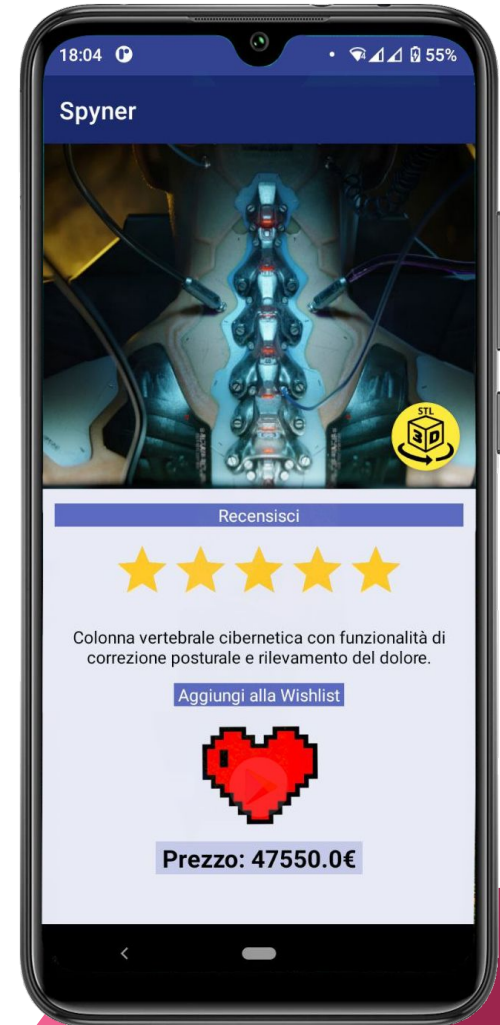 18:04
55%
Spyner
STL
3D
Recensisci
Colonna vertebrale cibernetica con funzionalità di
correzione posturale e rilevamento del dolore.
Aggiungi alla Wishlist
Prezzo: 47550.0€